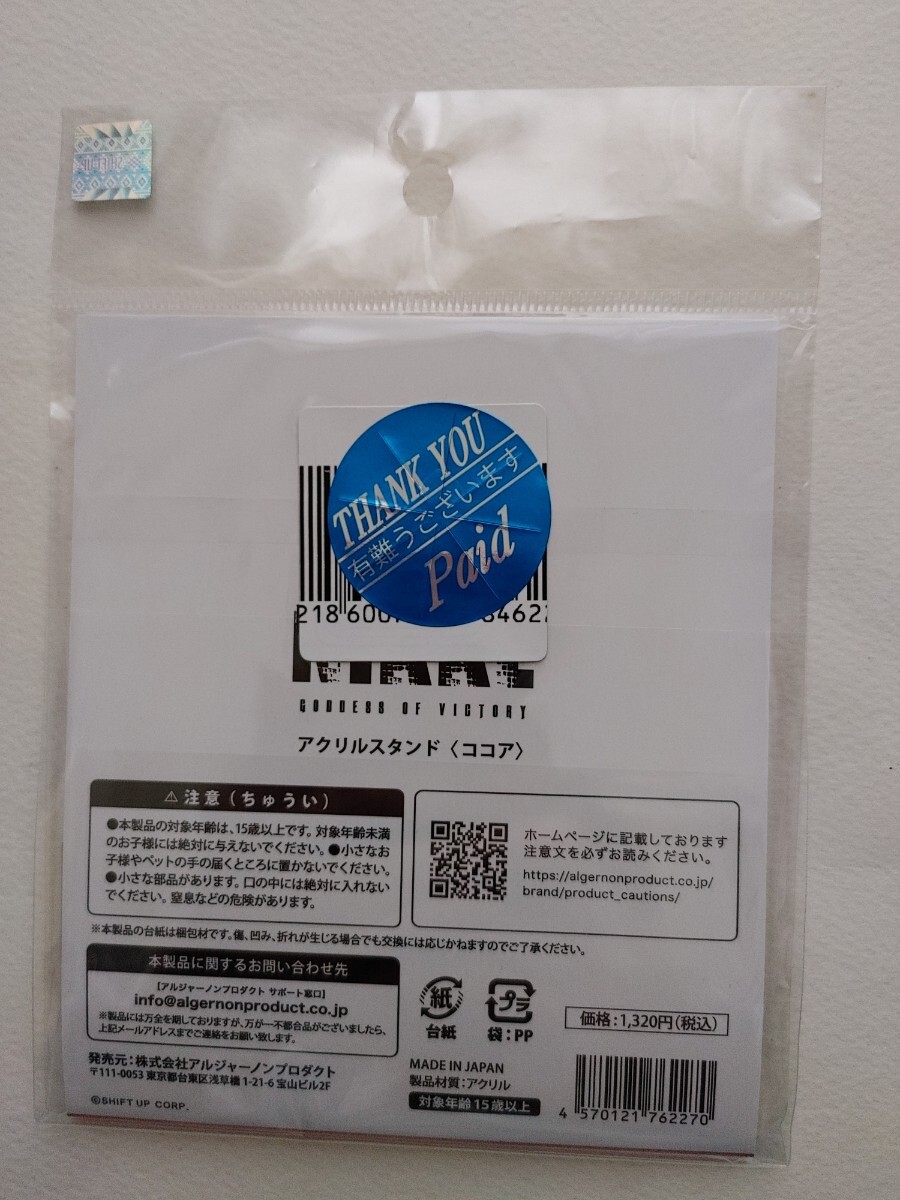 SHIFT UP
THANK YOU
有難うございます
Paid
218600
84622
GODDESS OF VICTORY
アクリルスタンド〈ココア〉
⚠注意(ちゅうい)
●本製品の対象年齢は、15歳以上です。対象年齢未満
のお子様には絶対に与えないでください。●小さなお
子様やペットの手の届くところに置かないでください。
●小さな部品があります。口の中には絶対に入れない
でください。窒息などの危険があります。
ホームページに記載しております
注意文を必ずお読みください。
https://algernonproduct.co.jp/
brand/product_cautions/
※本製品の台紙は梱包材です。傷、凹み、折れが生じる場合でも交換には応じかねますのでご了承ください。
本製品に関するお問い合わせ先
【アルジャーノンプロダクト サポート窓口】
info@algernonproduct.co.jp
※製品には万全を期しておりますが、万が一不都合品がございましたら、
上記メールアドレスまでご連絡をお願い致します。
紙
台紙
プラ
袋:PP
価格:1,320円(税込)
発売元:株式会社アルジャーノンプロダクト
〒111-0053 東京都台東区浅草橋1-21-6 宝山ビル2F
©SHIFT UP CORP.
MADE IN JAPAN
製品材質:アクリル
対象年齢15歳以上
4 570121 762270